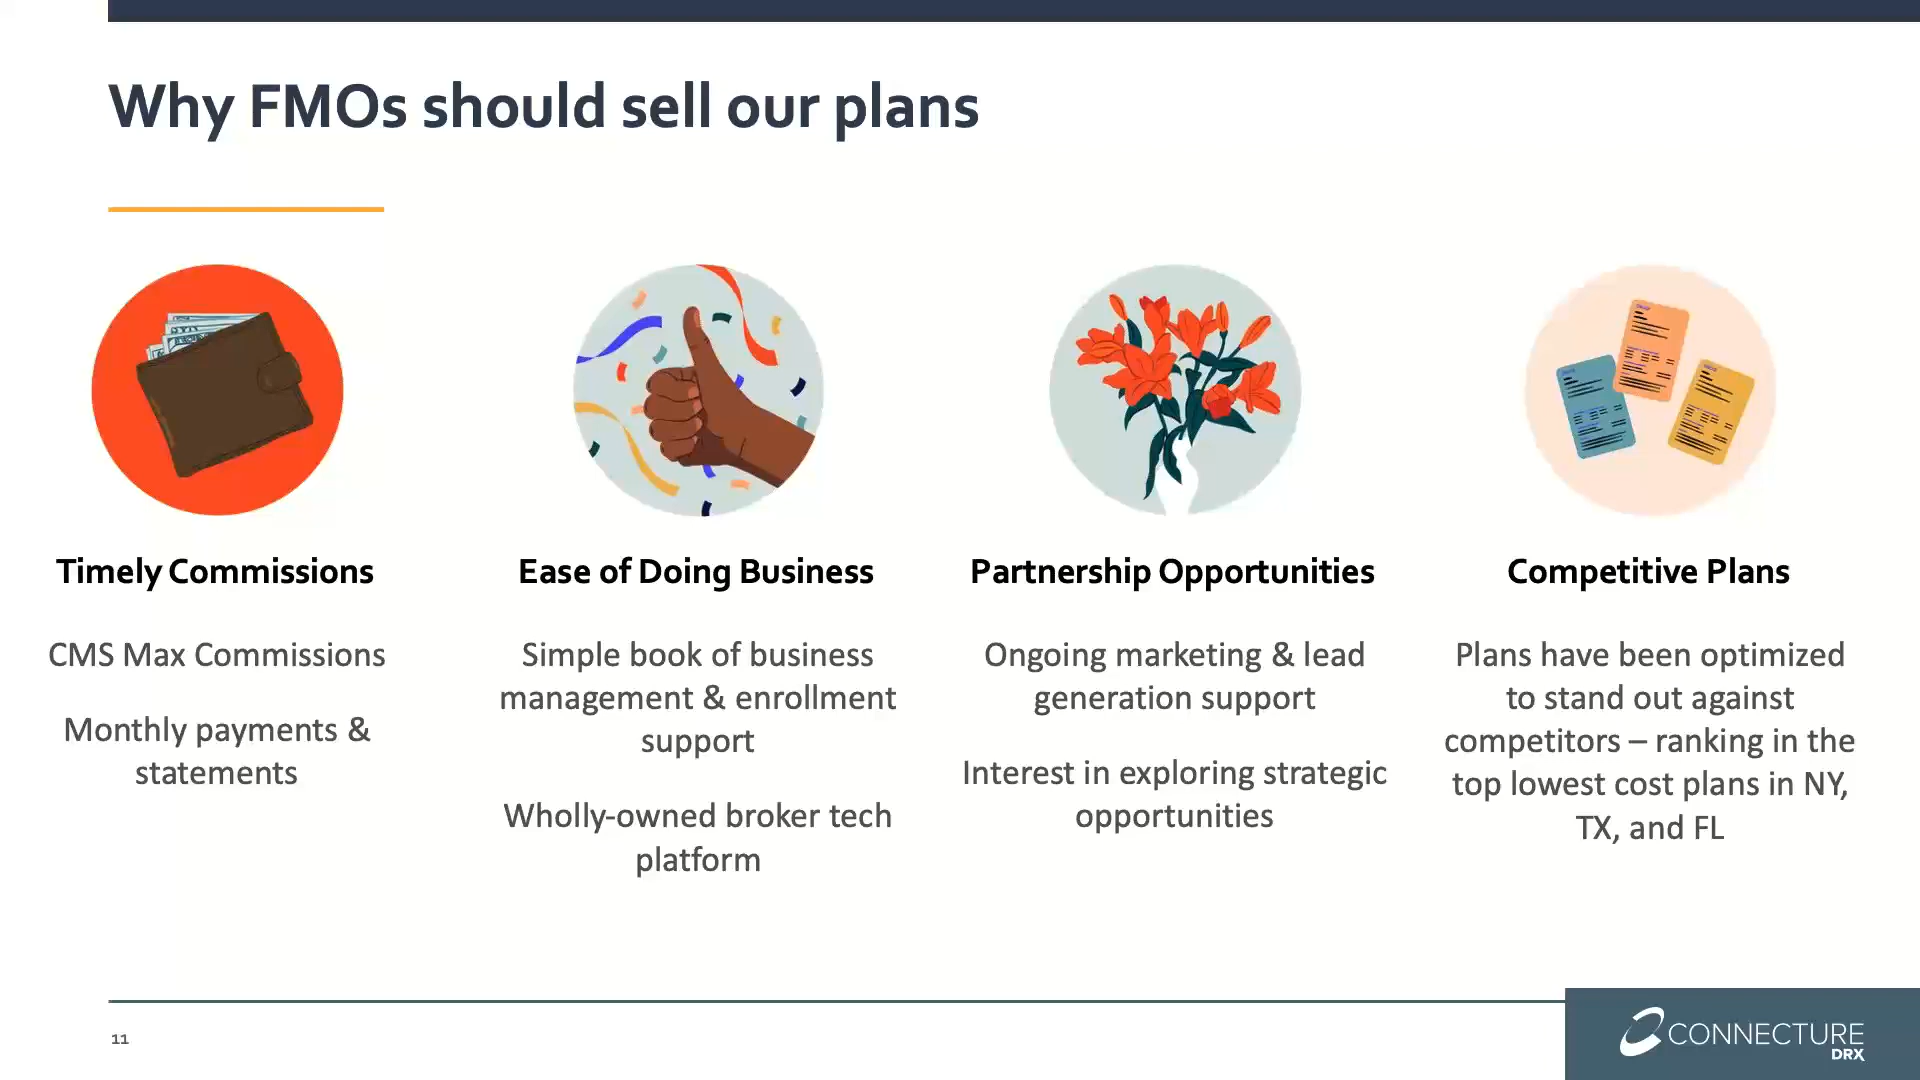 Why FMOs should sell our plans
Timely Commissions
CMS Max Commissions
Monthly payments &
statements
Ease of Doing Business
Simple book of business
management & enrollment
support
Wholly-owned broker tech
platform
Partnership Opportunities
Ongoing marketing & lead
generation support
Interest in exploring strategic
opportunities
Competitive Plans
Plans have been optimized
to stand out against
competitors – ranking in the
top lowest cost plans in NY,
TX, and FL
11
CONNECTURE
DRX